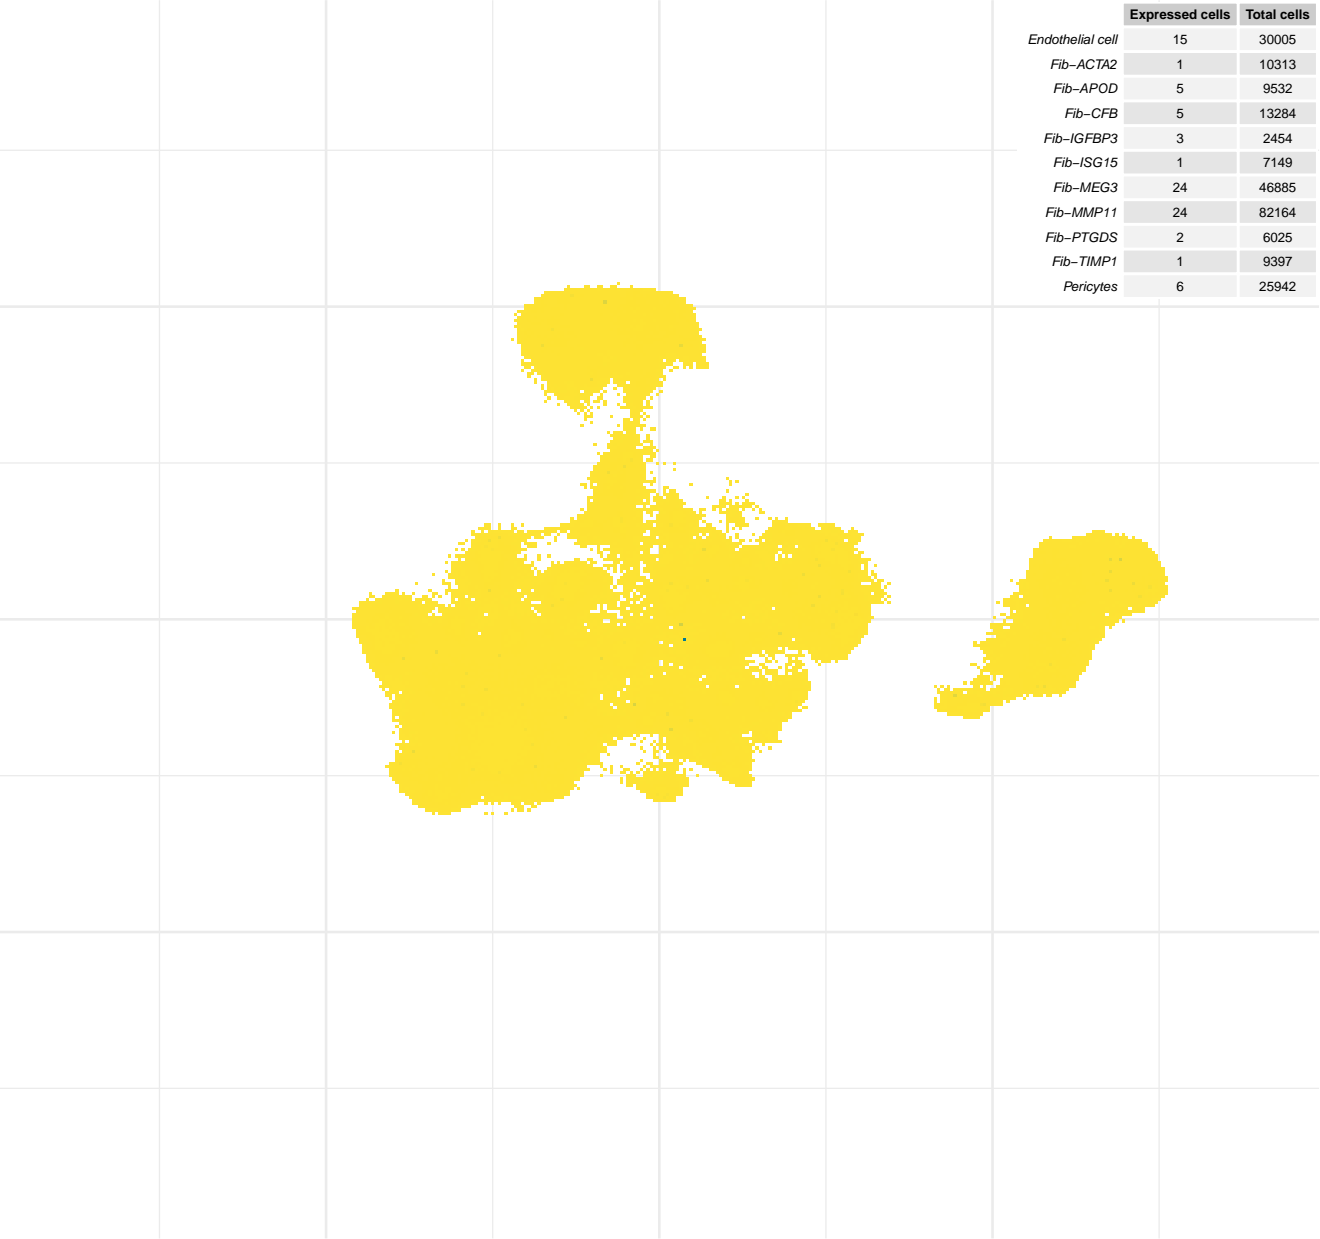 Expressed cells Total cells
Endothelial cell 15 30005
Fib−ACTA2 1 10313
Fib−APOD 5 9532
Fib−CFB 5 13284
Fib−IGFBP3 3 2454
Fib−ISG15 1 7149
Fib−MEG3 24 46885
Fib−MMP11 24 82164
Fib−PTGDS 2 6025
Fib−TIMP1 1 9397
Pericytes 6 25942